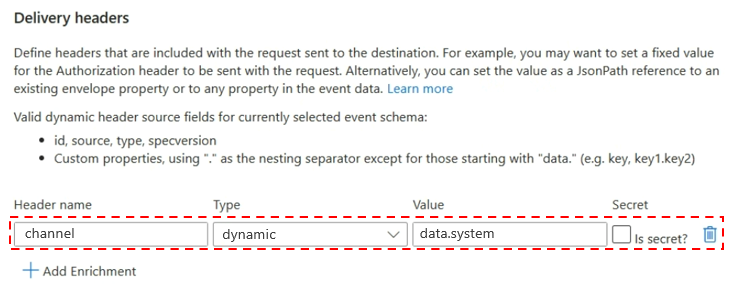 Delivery headers
Define headers that are included with the request sent to the destination. For example, you may want to set a fixed value
for the Authorization header to be sent with the request. Alternatively, you can set the value as a JsonPath reference to an
existing envelope property or to any property in the event data. Learn more
Valid dynamic header source fields for currently selected event schema:
• id, source, type, specversion
• Custom properties, using "." as the nesting separator except for those starting with "data." (e.g. key, key1.key2)
Header name Type Value Secret
channel dynamic data.system Is secret?
+ Add Enrichment